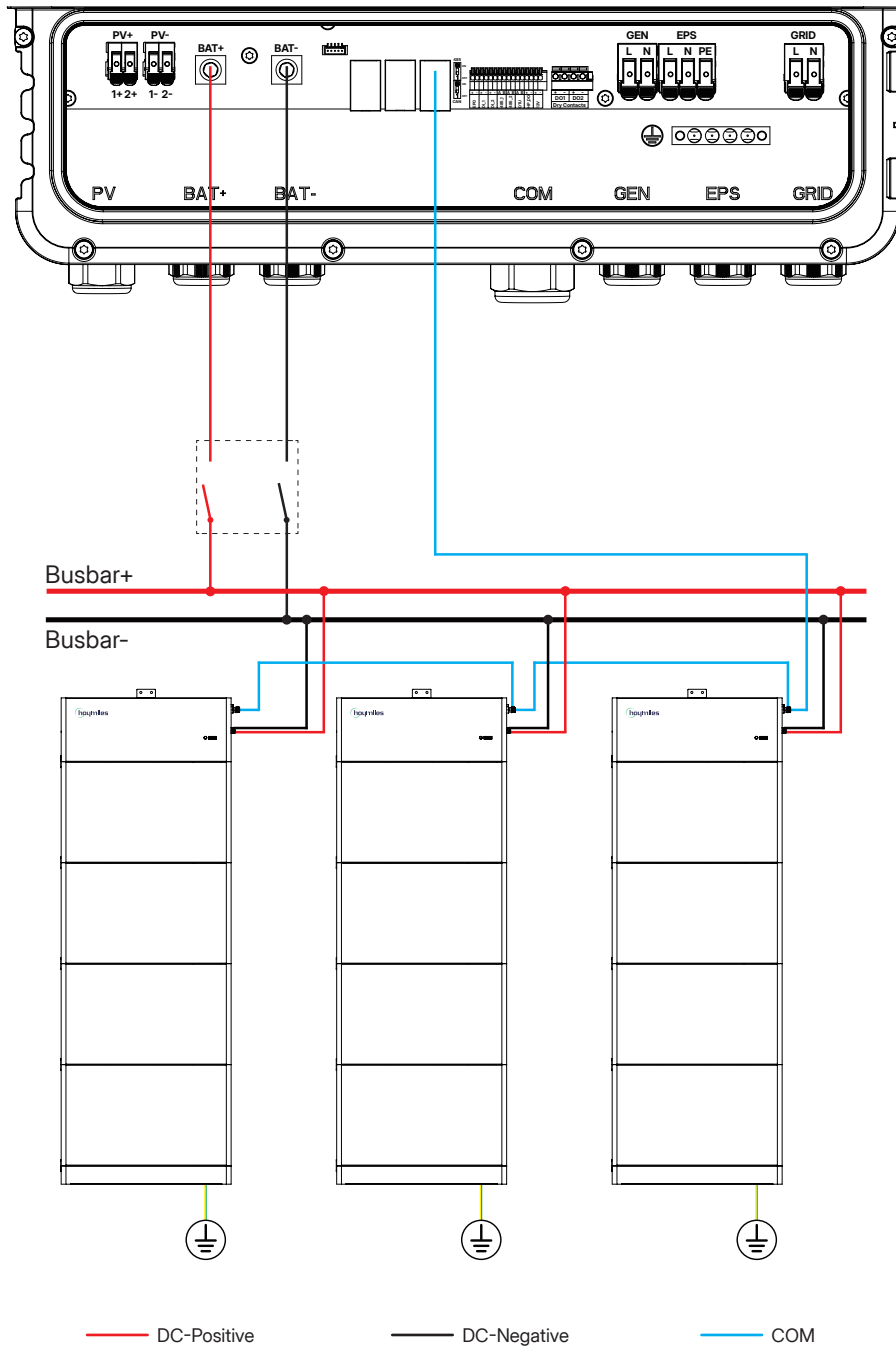 PV+ PV-
BAT+
BAT-
GEN EPS GRID
L N L N PE L N
1+ 2+ 1- 2-
CAN
DO1 DO2
Dry Contacts
PV BAT+ BAT- COM GEN EPS GRID
Busbar+
Busbar-
hoymiles hoymiles hoymiles
DC-Positive DC-Negative COM